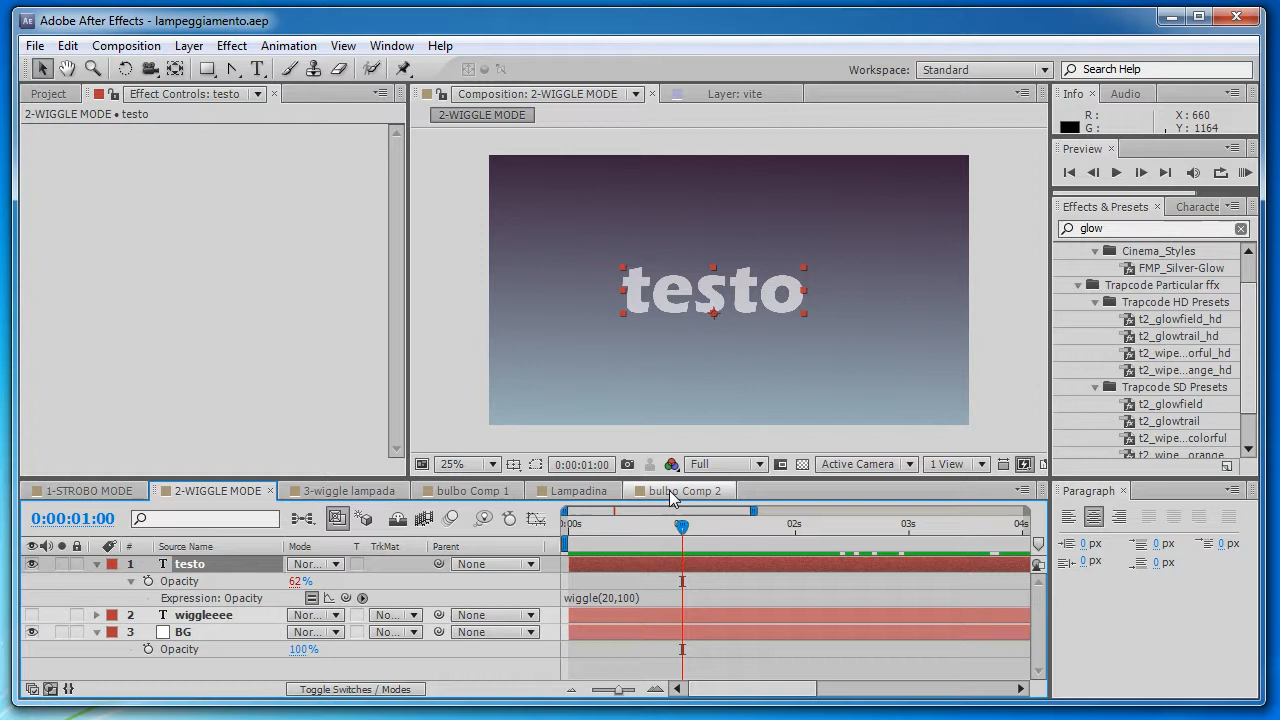 Adobe After Effects - lampeggiamento.aep
File Edit Composition Layer Effect Animation View Window Help
Workspace: Standard Search Help
Project Effect Controls: testo Composition: 2-WIGGLE MODE Layer: vite Info Audio
2-WIGGLE MODE • testo
2-WIGGLE MODE
R: X: 660
G: Y: 1164
Preview
Effects & Presets Characte
glow
Cinema_Styles
FMP_Silver-Glow
Trapcode Particular ffx
Trapcode HD Presets
t2_glowfield_hd
t2_glowtrail_hd
t2_wipe...orful_hd
t2_wipe...ange_hd
Trapcode SD Presets
t2_glowfield
t2_glowtrail
t2_wipe...colorful
t2_wipe...orange
testo
25% 0:00:01:00 Full Active Camera 1 View
1-STROBO MODE 2-WIGGLE MODE 3-wiggle lampada bulbo Comp 1 Lampadina bulbo Comp 2 Paragraph
0:00:01:00 02s 03s 04s
# Source Name Mode T TrkMat Parent
1 T testo Nor... None
Opacity 62%
Expression: Opacity wiggle(20,100)
2 T wiggleeee Nor... No... None
3 BG Nor... No... None
Opacity 100%
Toggle Switches / Modes
0 px 0 px 0 px
0 px 0 px